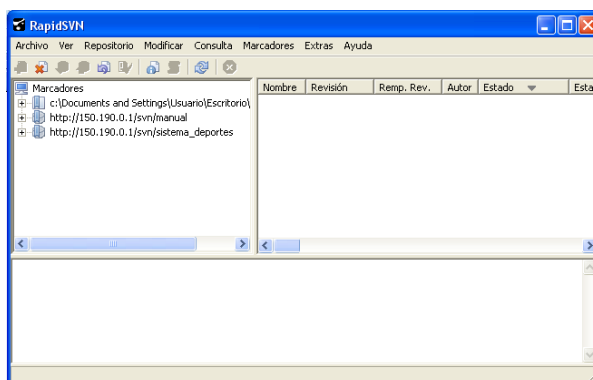 RapidSVN
Archivo Ver Repositorio Modificar Consulta Marcadores Extras Ayuda
Marcadores
c:\Documents and Settings\Usuario\Escritorio\
http://150.190.0.1/svn/manual
http://150.190.0.1/svn/sistema_deportes
Nombre Revisión Remp. Rev. Autor Estado Esta